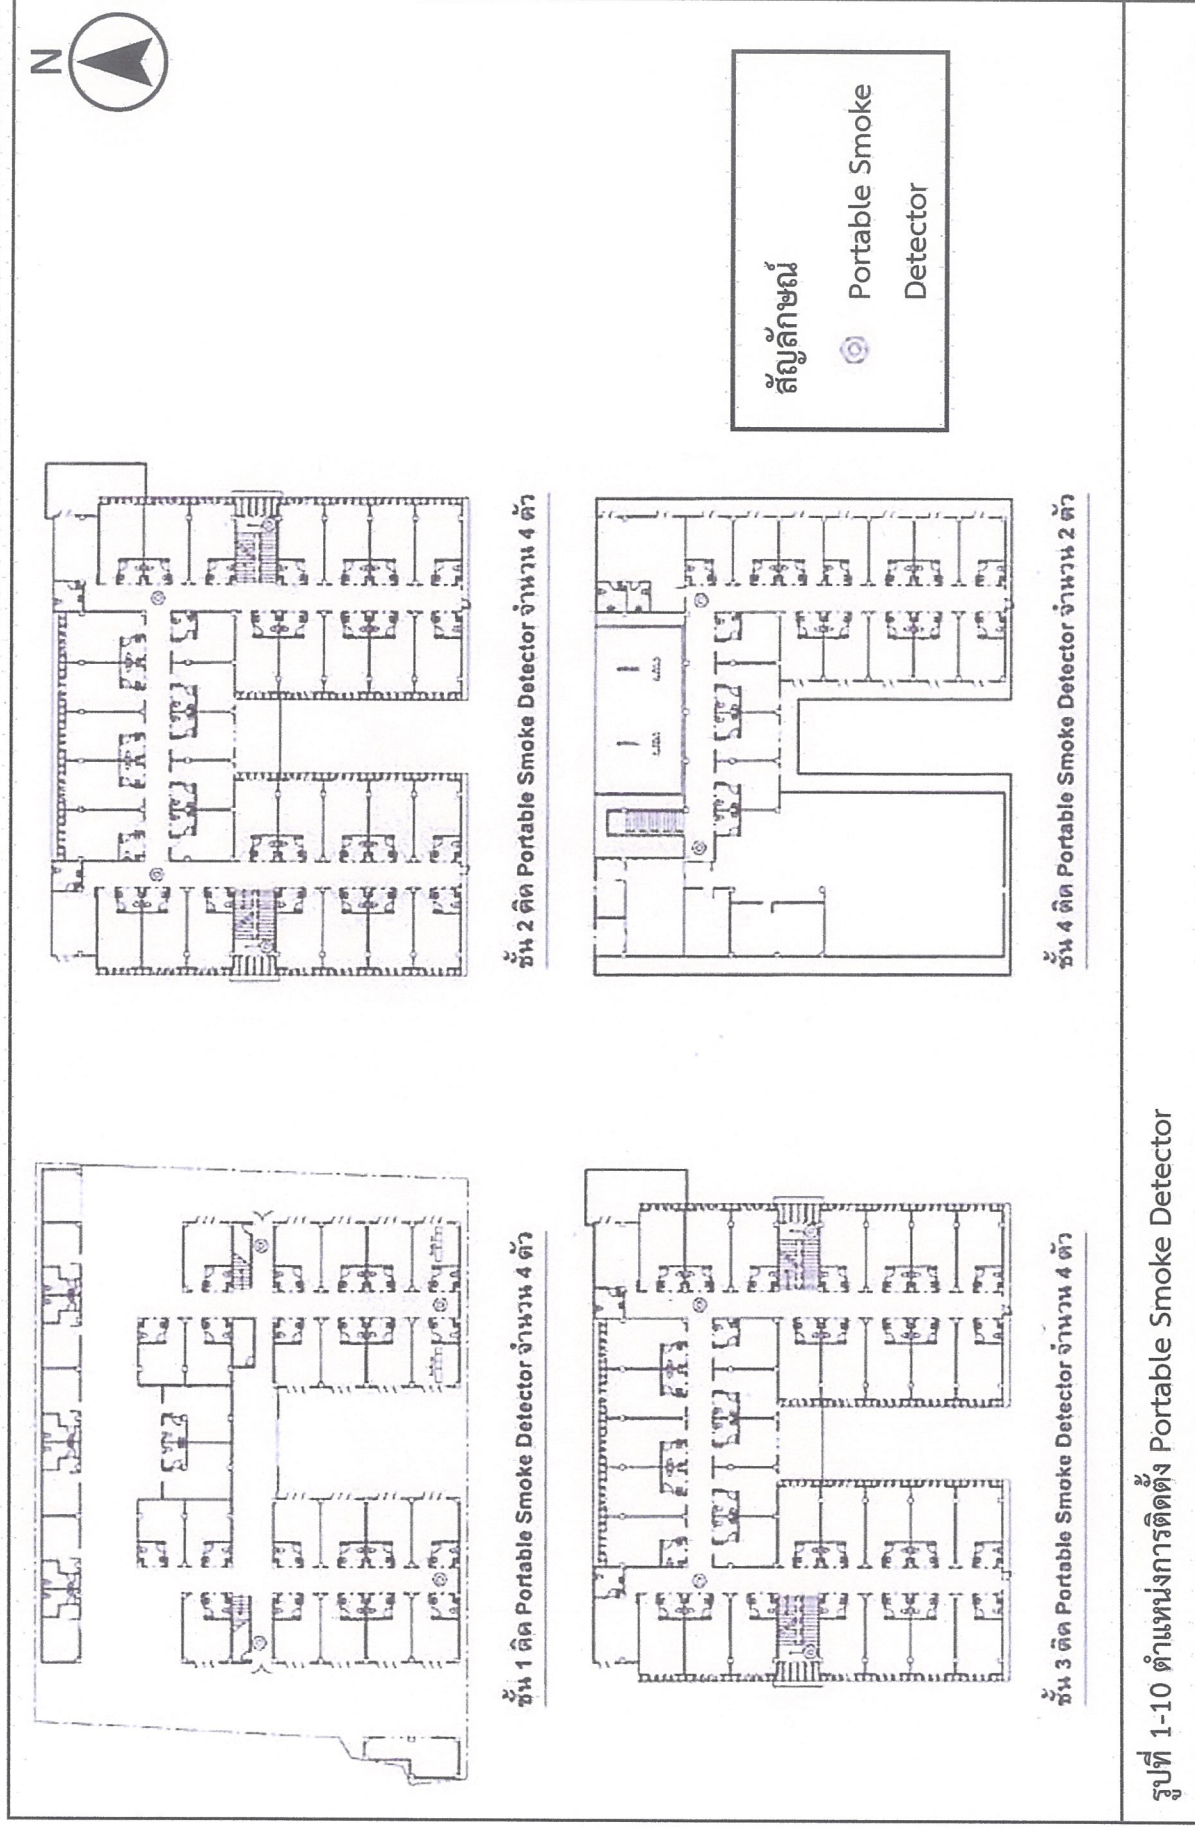 N
ชั้น 1 ติด Portable Smoke Detector จำนวน 4 ตัว
ชั้น 2 ติด Portable Smoke Detector จำนวน 4 ตัว
ชั้น 3 ติด Portable Smoke Detector จำนวน 4 ตัว
ชั้น 4 ติด Portable Smoke Detector จำนวน 2 ตัว
สัญลักษณ์
Portable Smoke
Detector
รูปที่ 1-10 ตำแหน่งการติดตั้ง Portable Smoke Detector